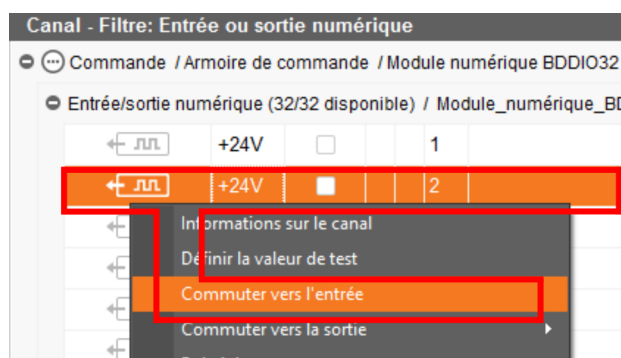 Canal - Filtre: Entrée ou sortie numérique
Commande / Armoire de commande / Module numérique BDDIO32
Entrée/sortie numérique (32/32 disponible) / Module_numérique_BD
+24V 1
+24V 2
Informations sur le canal
Définir la valeur de test
Commuter vers l'entrée
Commuter vers la sortie